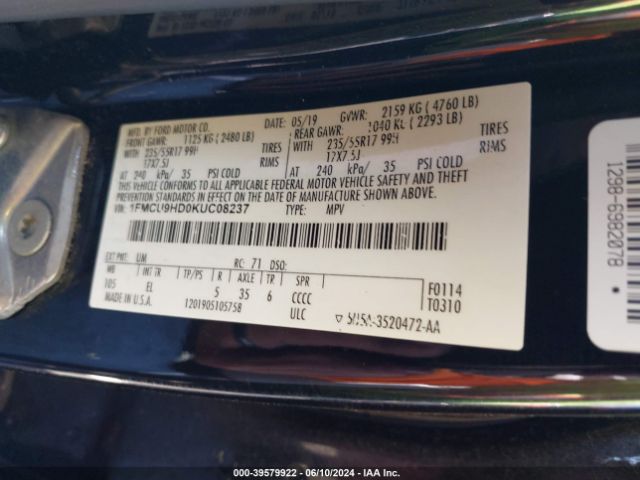 MFD. BY FORD MOTOR CO.
DATE: 05/19 GVWR: 2159 KG ( 4760 LB)
FRONT GAWR: 1125 KG ( 2480 LB) REAR GAWR: 1040 KG ( 2293 LB)
WITH 235/55R17 99H TIRES WITH 235/55R17 99H TIRES
17X7.5J RIMS 17X7.5J RIMS
AT 240 kPa/ 35 PSI COLD AT 240 kPa/ 35 PSI COLD
THIS VEHICLE CONFORMS TO ALL APPLICABLE FEDERAL MOTOR VEHICLE SAFETY
AND THEFT PREVENTION STANDARDS IN EFFECT ON THE DATE OF MANUFACTURE SHOWN ABOVE.
VIN: 1FMCU9HD0KUC08237 TYPE: MPV
EXT PNT: UM RC: 71 DSO:
WB INT TR TP/PS R AXLE TR SPR
105 EL 5 35 6 CCCC
F0114
T0310
MADE IN U.S.A. 1201905105758 ULC
1298-6982078 *
000-39579922 / 06/10/2024 / IAA Inc.